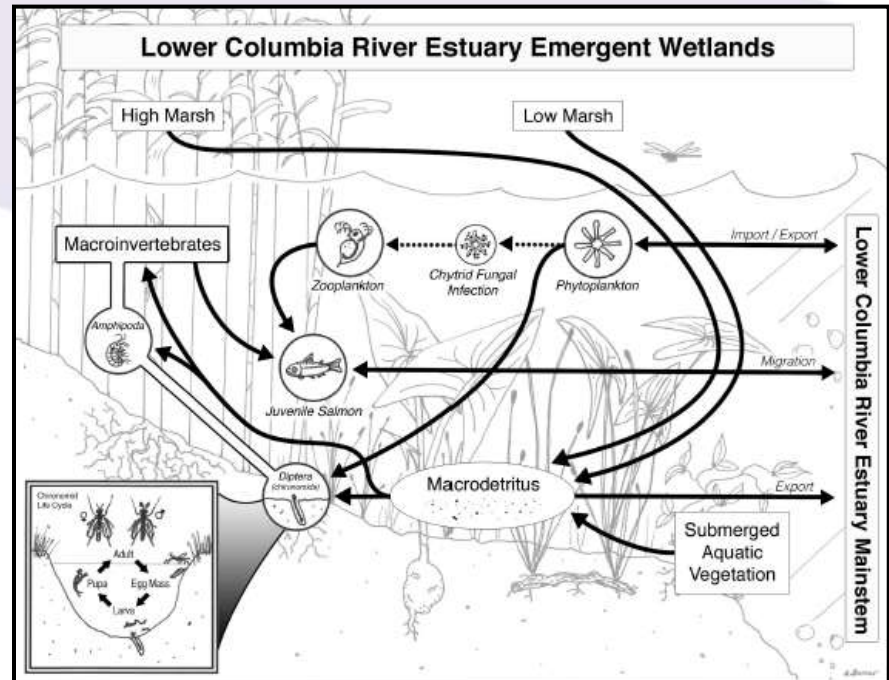 Lower Columbia River Estuary Emergent Wetlands
High Marsh
Low Marsh
Macroinvertebrates
Zooplankton
Chytrid Fungal
Infection
Phytoplankton
Import / Export
Amphipoda
Juvenile Salmon
Migration
Diptera
(chironomids)
Macrodetritus
Export
Submerged
Aquatic
Vegetation
Lower Columbia River Estuary Mainstem
Chironomid
Life Cycle
Adult
Pupa
Egg Mass
Larva